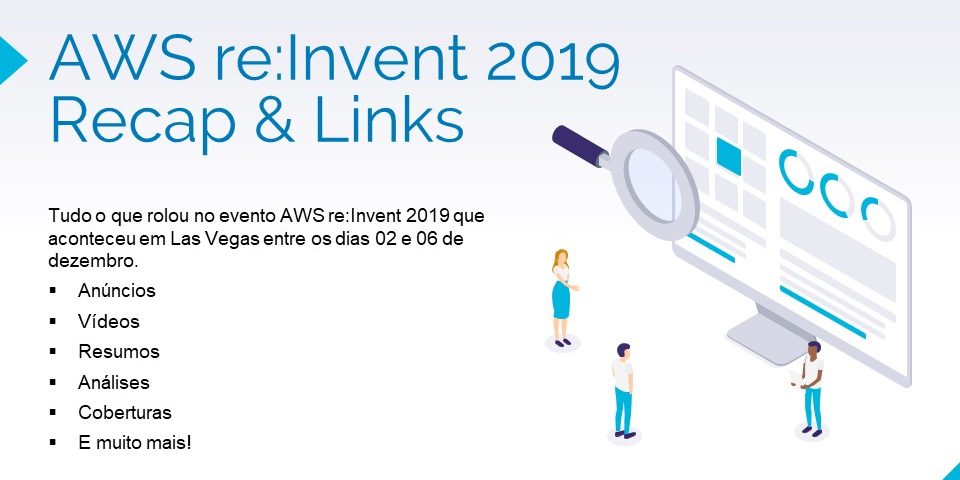 AWS re:Invent 2019
Recap & Links
Tudo o que rolou no evento AWS re:Invent 2019 que
aconteceu em Las Vegas entre os dias 02 e 06 de
dezembro.
▪ Anúncios
▪ Vídeos
▪ Resumos
▪ Análises
▪ Coberturas
▪ E muito mais!